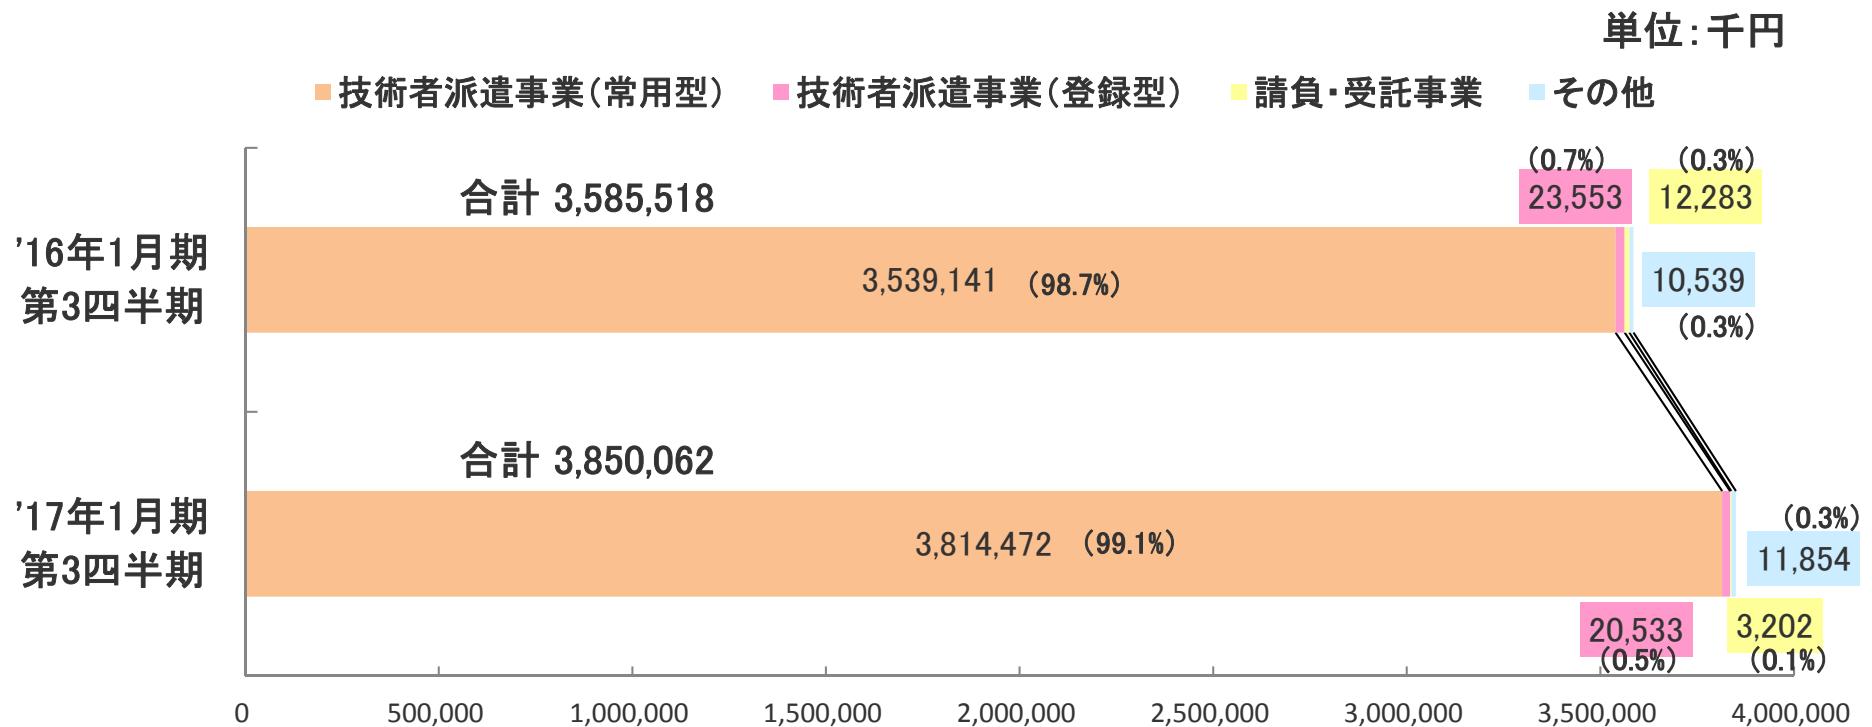 単位：千円
技術者派遣事業（常用型） 技術者派遣事業（登録型） 請負・受託事業 その他
（0.7%） （0.3%）
合計 3,585,518 23,553 12,283
’16年1月期
第3四半期
3,539,141 （98.7%） 10,539
（0.3%）
合計 3,850,062
’17年1月期
第3四半期
（0.3%）
3,814,472 （99.1%） 11,854
20,533 3,202
（0.5%） （0.1%）
0 500,000 1,000,000 1,500,000 2,000,000 2,500,000 3,000,000 3,500,000 4,000,000